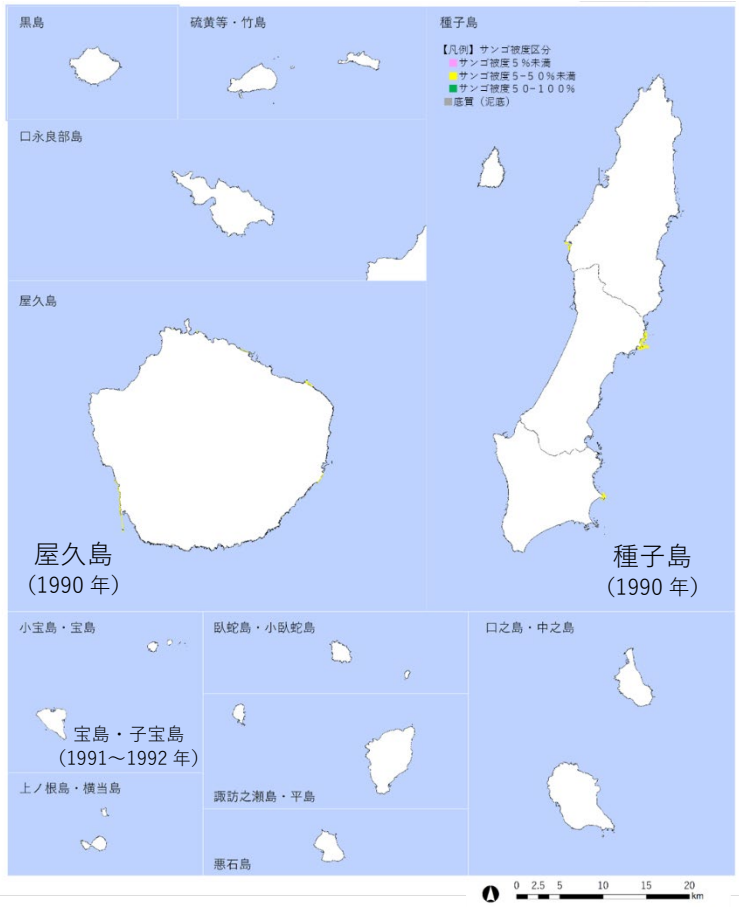 黒島
硫黄等・竹島
種子島
【凡例】サンゴ被度区分
サンゴ被度５%未満
サンゴ被度５−５０%未満
サンゴ被度５０−１００%
底質（泥底）
口永良部島
屋久島
屋久島
（1990 年）
種子島
（1990 年）
小宝島・宝島
臥蛇島・小臥蛇島
口之島・中之島
宝島・子宝島
（1991～1992 年）
上ノ根島・横当島
諏訪之瀬島・平島
悪石島
0 2.5 5 10 15 20
km